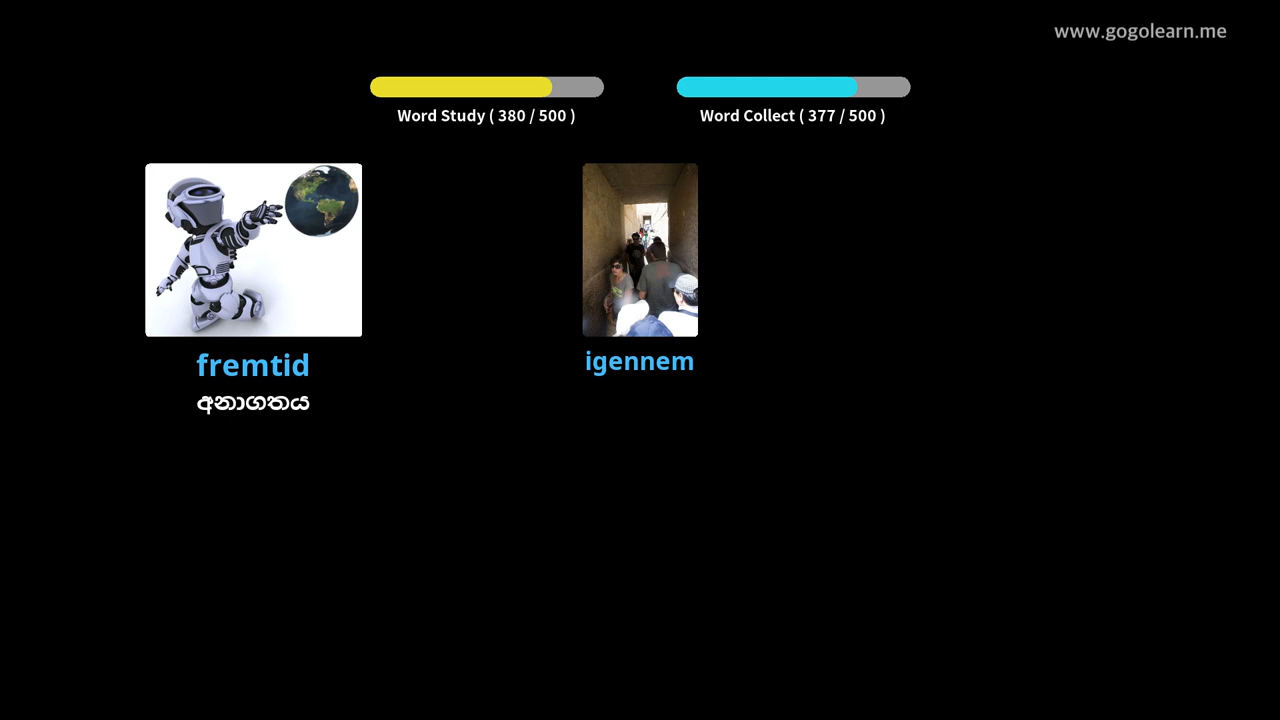 www.gogolearn.me
Word Study ( 380 / 500 )
Word Collect ( 377 / 500 )
fremtid
අනාගතය
igennem